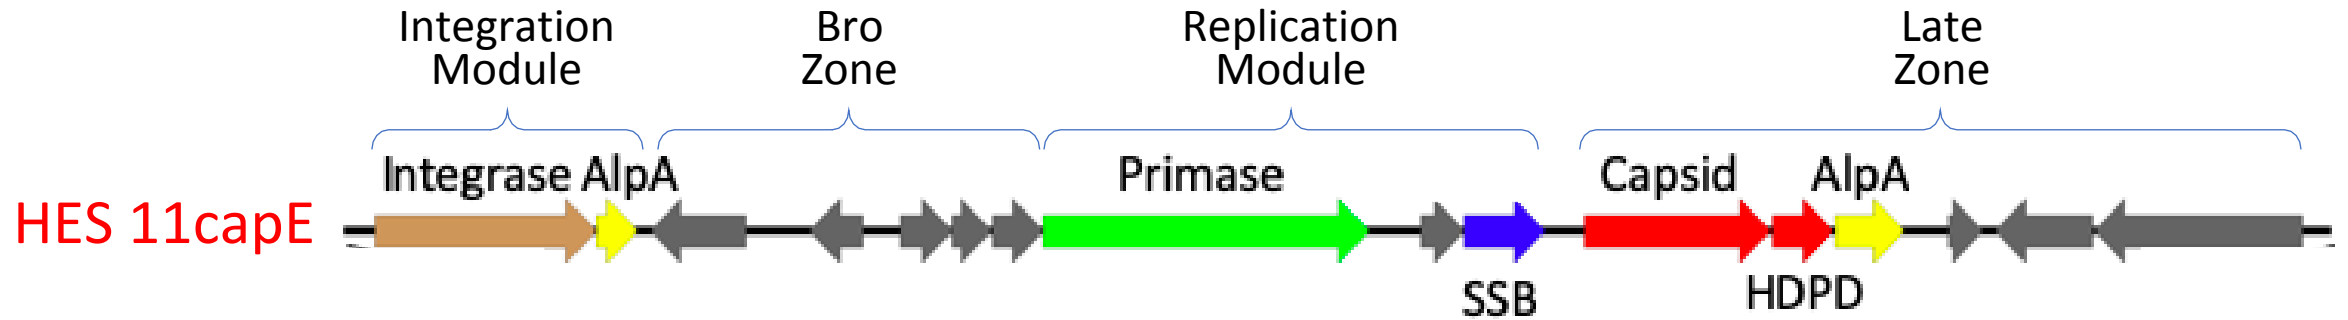 Integration
Module
Bro
Zone
Replication
Module
Late
Zone
Integrase AlpA
Primase
Capsid
AlpA
HES 11capE
SSB
HDPD